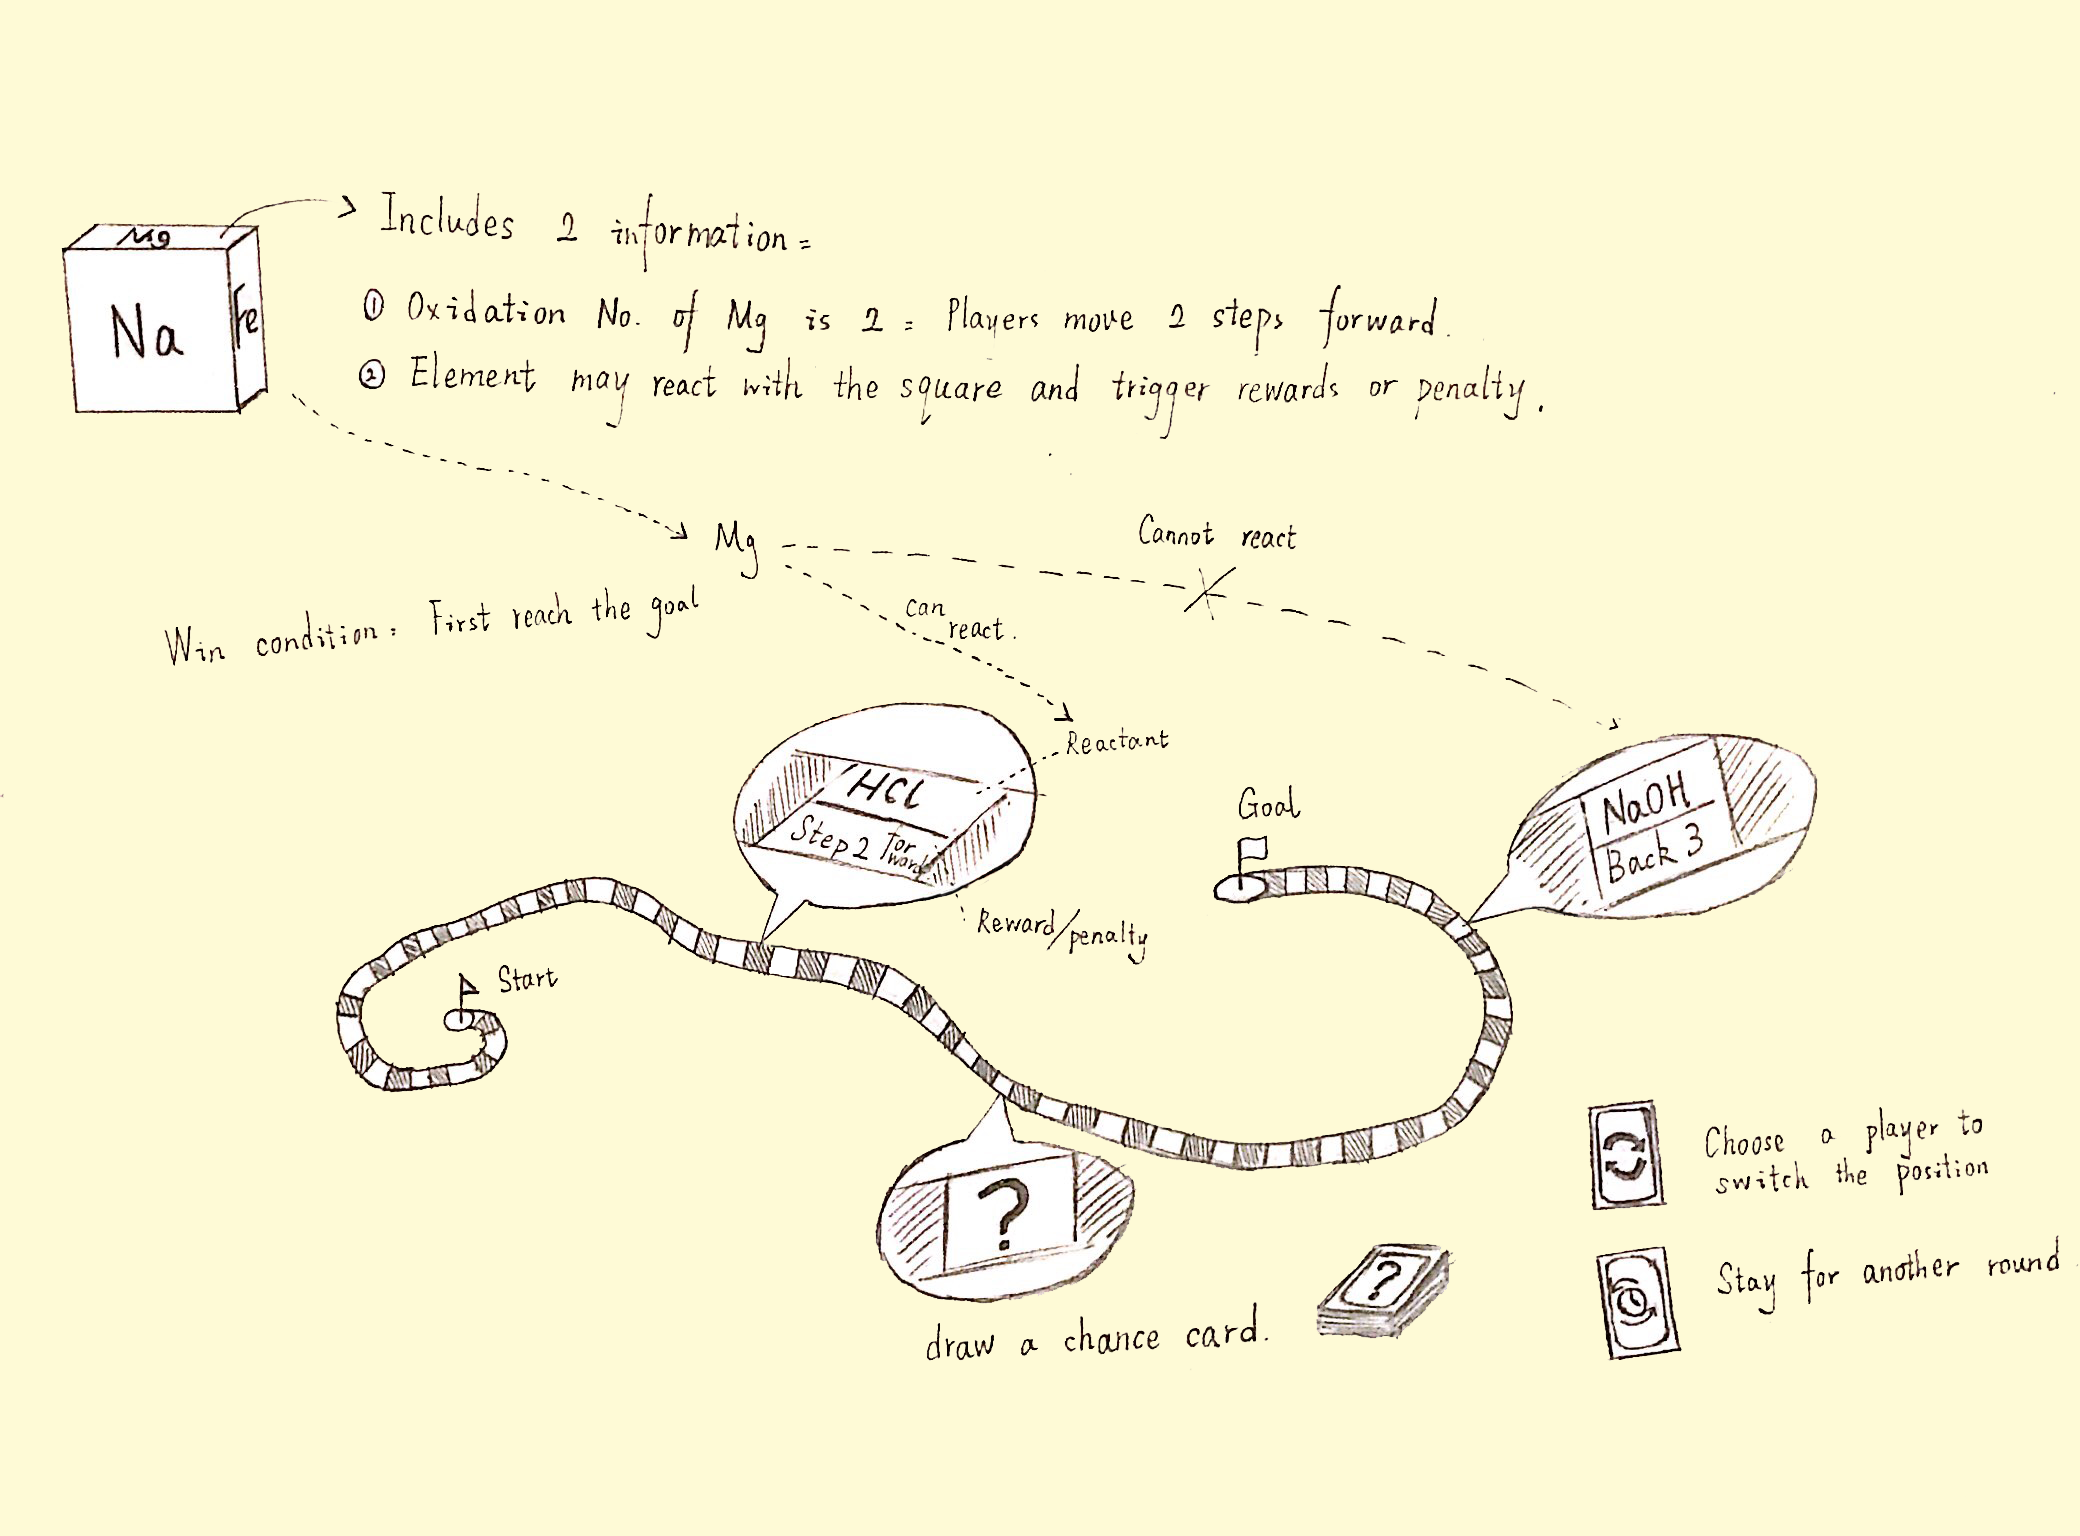 Mg
Na
Fe
Includes 2 information:
① Oxidation No. of Mg is 2 : Players move 2 steps forward.
② Element may react with the square and trigger rewards or penalty.
Mg
Cannot react
can
react.
Win condition: First reach the goal
Reactant
HCl
Step 2 forward
Reward/penalty
Goal
NaOH
Back 3
Start
?
draw a chance card.
?
Choose a player to
switch the position
Stay for another round